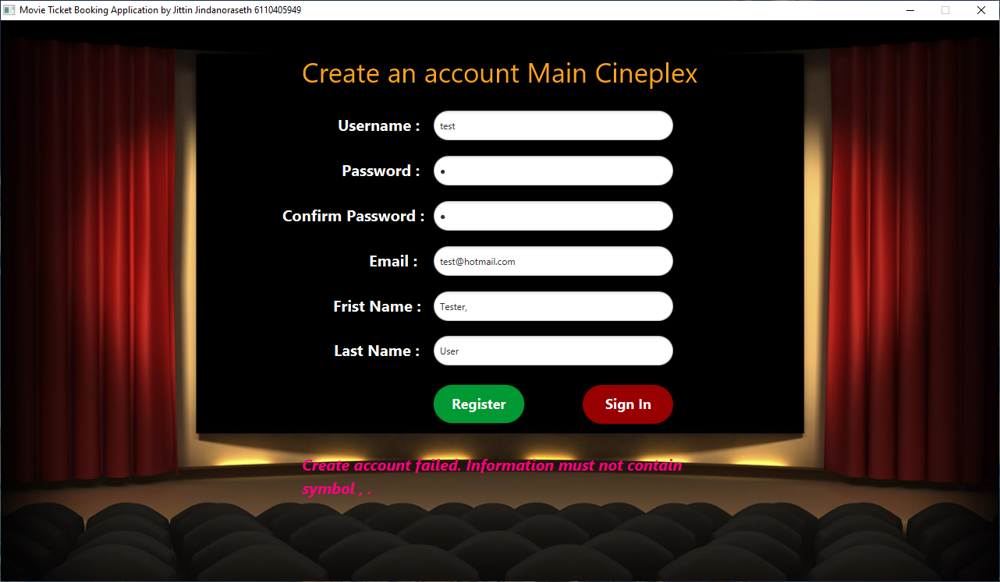 Movie Ticket Booking Application by Jittin Jindanoraseth 6110405949
Create an account Main Cineplex
Username : test
Password : •
Confirm Password : •
Email : test@hotmail.com
Frist Name : Tester,
Last Name : User
Register Sign In
Create account failed. Information must not contain
symbol , .